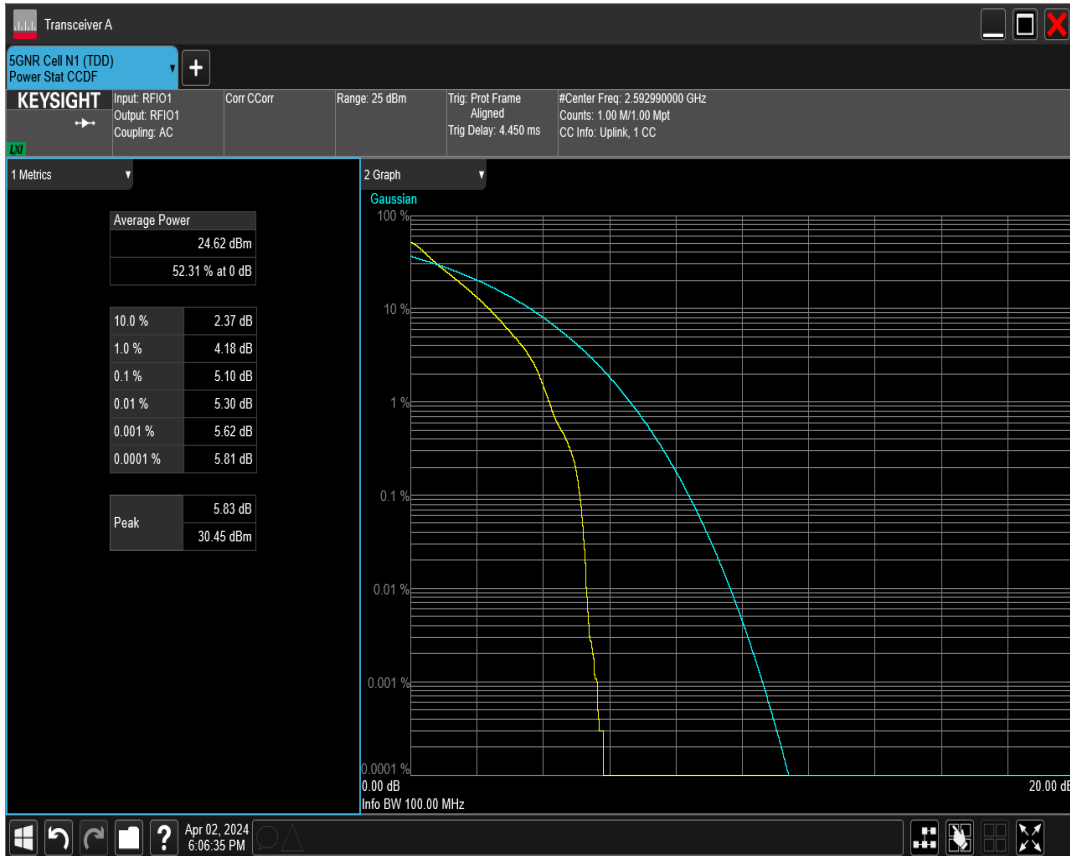 Transceiver A
5GNR Cell N1 (TDD)
Power Stat CCDF
KEYSIGHT
LXI
Input: RFIO1
Output: RFIO1
Coupling: AC
Corr CCorr
Range: 25 dBm
Trig: Prot Frame
Aligned
Trig Delay: 4.450 ms
#Center Freq: 2.592990000 GHz
Counts: 1.00 M/1.00 Mpt
CC Info: Uplink, 1 CC
1 Metrics
Average Power
24.62 dBm
52.31 % at 0 dB
10.0 % 2.37 dB
1.0 % 4.18 dB
0.1 % 5.10 dB
0.01 % 5.30 dB
0.001 % 5.62 dB
0.0001 % 5.81 dB
Peak 5.83 dB
30.45 dBm
2 Graph
Gaussian
100 %
10 %
1 %
0.1 %
0.01 %
0.001 %
0.0001 %
0.00 dB 20.00 dB
Info BW 100.00 MHz
? Apr 02, 2024
6:06:35 PM